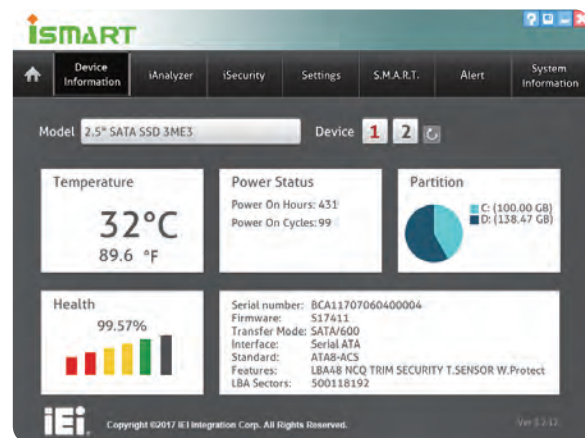 iSMART
Device Information
iAnalyzer
iSecurity
Settings
S.M.A.R.T.
Alert
System Information
Model 2.5" SATA SSD 3ME3
Device 1 2
Temperature
32°C
89.6 °F
Power Status
Power On Hours: 431
Power On Cycles: 99
Partition
C: (100.00 GB)
D: (138.47 GB)
Health
99.57%
Serial number: BCA11707060400004
Firmware: S17411
Transfer Mode: SATA/600
Interface: Serial ATA
Standard: ATA8-ACS
Features: LBA48 NCQ TRIM SECURITY T.SENSOR W.Protect
LBA Sectors: 500118192
iEi Copyright ©2017 IEI Integration Corp. All Rights Reserved.